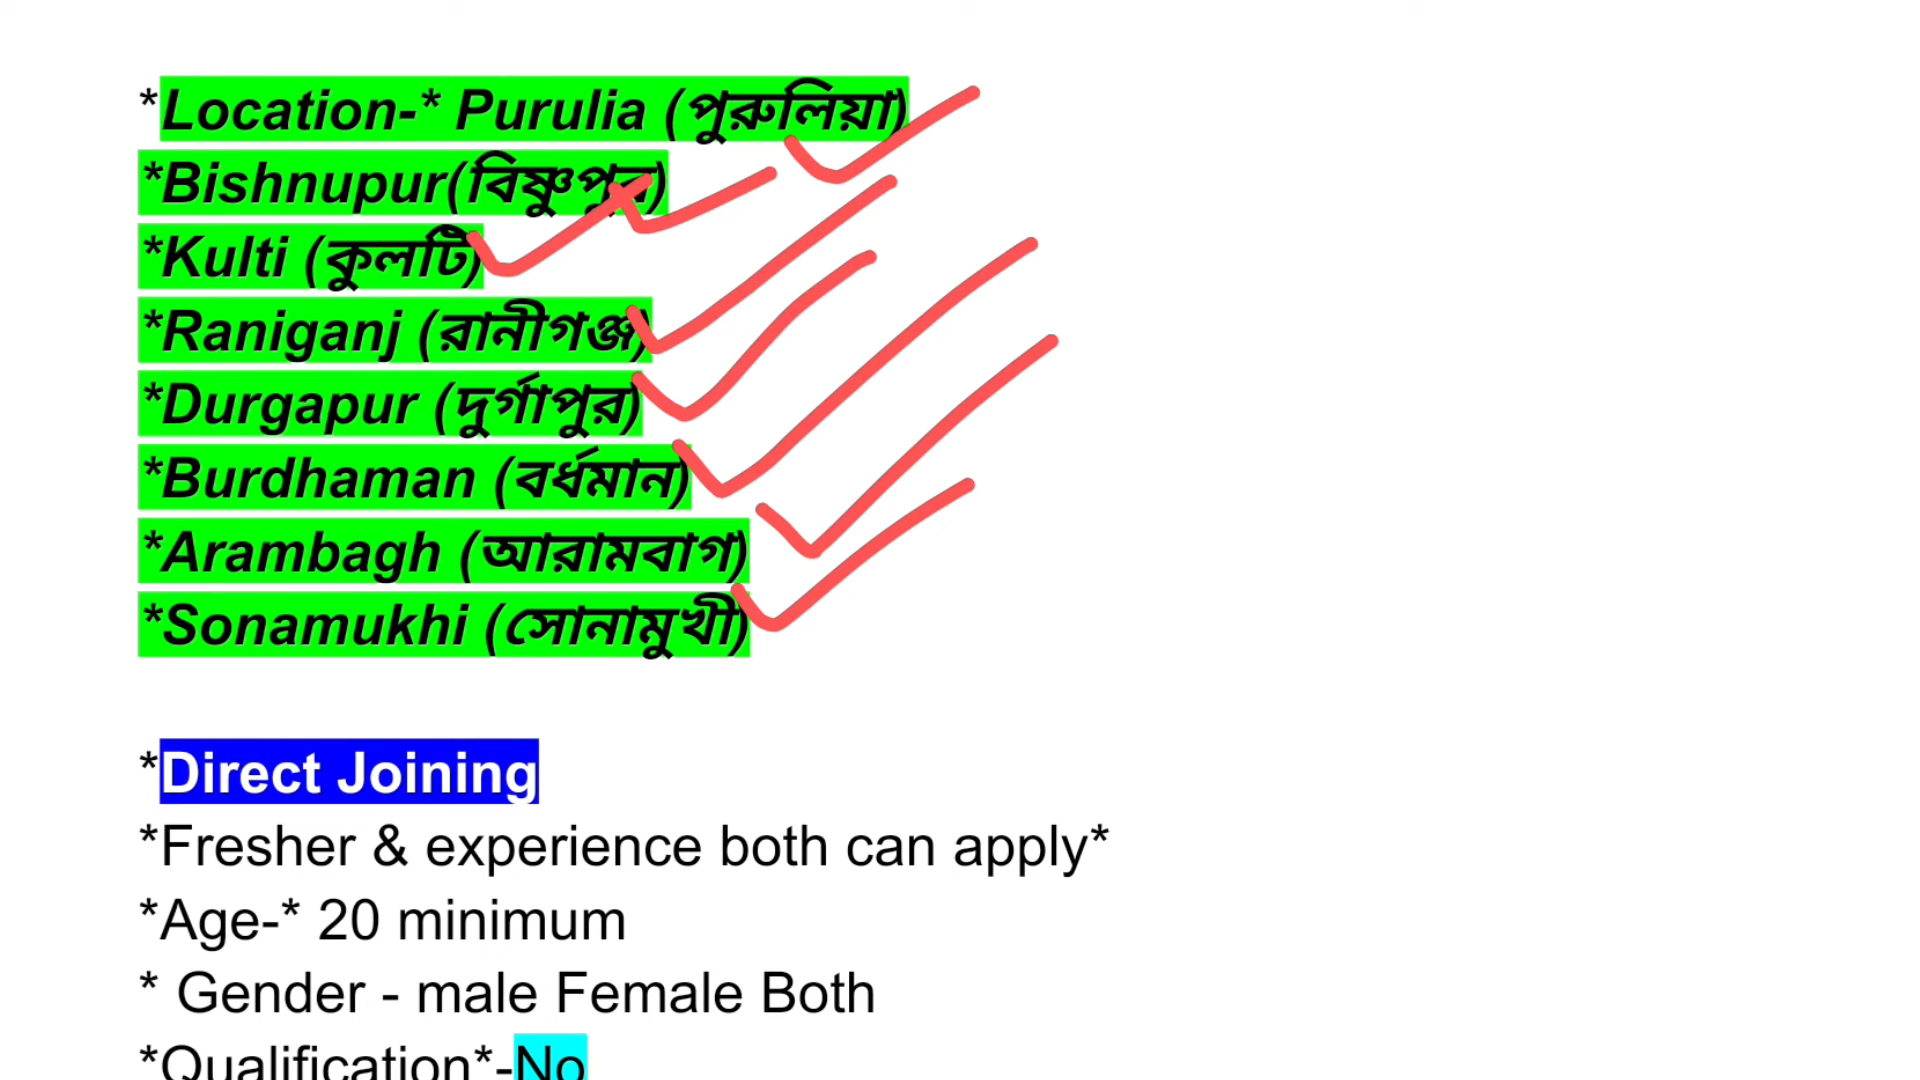 *Location-* Purulia (পুরুলিয়া)
*Bishnupur(বিষ্ণুপুর)
*Kulti (কুলটি)
*Raniganj (রানীগঞ্জ)
*Durgapur (দুর্গাপুর)
*Burdhaman (বর্ধমান)
*Arambagh (আরামবাগ)
*Sonamukhi (সোনামুখী)
*Direct Joining
*Fresher & experience both can apply*
*Age-* 20 minimum
* Gender - male Female Both
*Qualification*-No